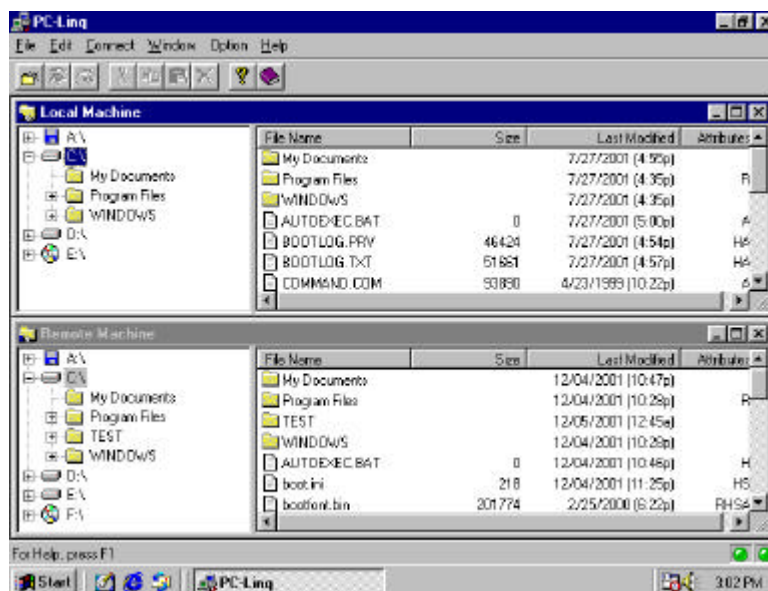 PC-Linq
File Edit Connect Window Option Help
Local Machine
A:\
C:\
My Documents
Program Files
WINDOWS
D:\
E:\
File Name Size Last Modified Attributes
My Documents 7/27/2001 (4:55p)
Program Files 7/27/2001 (4:35p) R
WINDOWS 7/27/2001 (4:35p)
AUTOEXEC.BAT 0 7/27/2001 (5:00p) A
BOOTLOG.PRV 46424 7/27/2001 (4:54p) HA
BOOTLOG.TXT 51661 7/27/2001 (4:57p) HA
COMMAND.COM 93890 4/23/1999 (10:22p) A
Remote Machine
A:\
C:\
My Documents
Program Files
TEST
WINDOWS
D:\
E:\
F:\
File Name Size Last Modified Attributes
My Documents 12/04/2001 (10:47p)
Program Files 12/04/2001 (10:28p) R
TEST 12/05/2001 (12:45a)
WINDOWS 12/04/2001 (10:28p)
AUTOEXEC.BAT 0 12/04/2001 (10:46p) H
boot.ini 218 12/04/2001 (11:25p) HS
bootfont.bin 201774 2/25/2000 (6:22p) RHSA
For Help, press F1
Start PC-Linq 3:02 PM